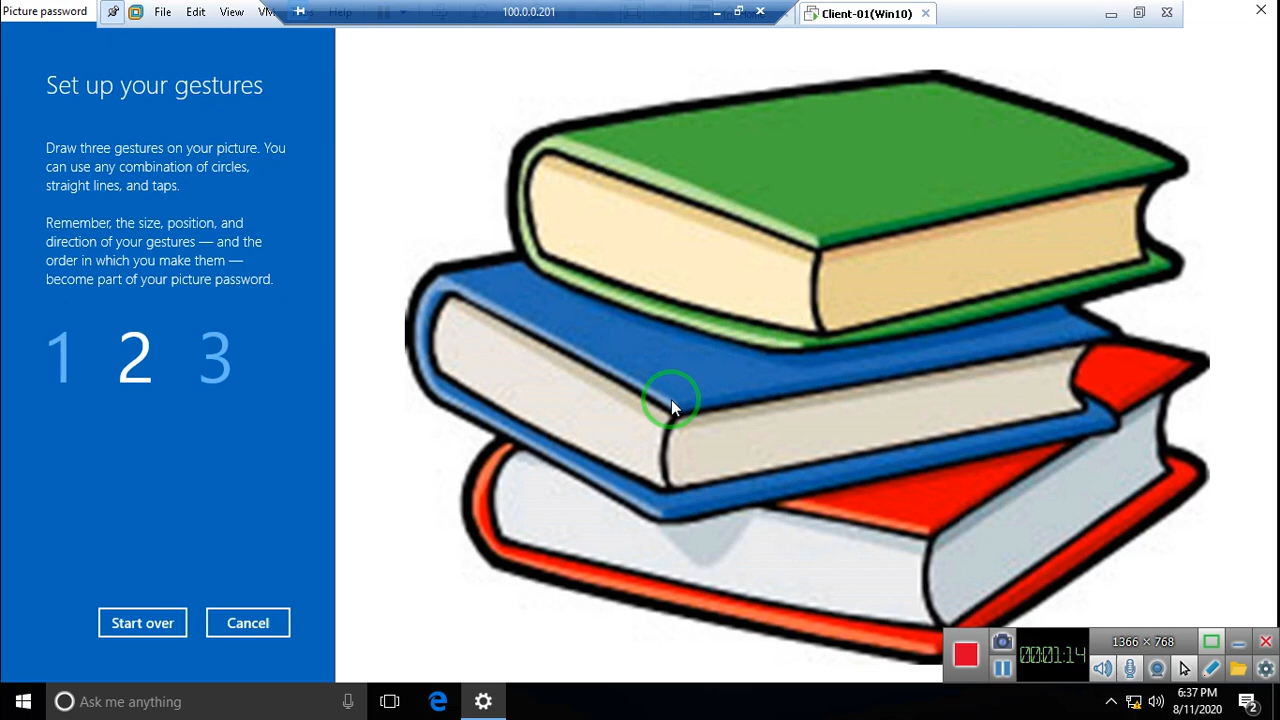 Picture password
File Edit View VM Help
100.0.0.201
Client-01(Win10)
Set up your gestures
Draw three gestures on your picture. You
can use any combination of circles,
straight lines, and taps.
Remember, the size, position, and
direction of your gestures — and the
order in which you make them —
become part of your picture password.
1 2 3
Start over Cancel
00:01:14
1366 × 768
Ask me anything
6:37 PM
8/11/2020
2